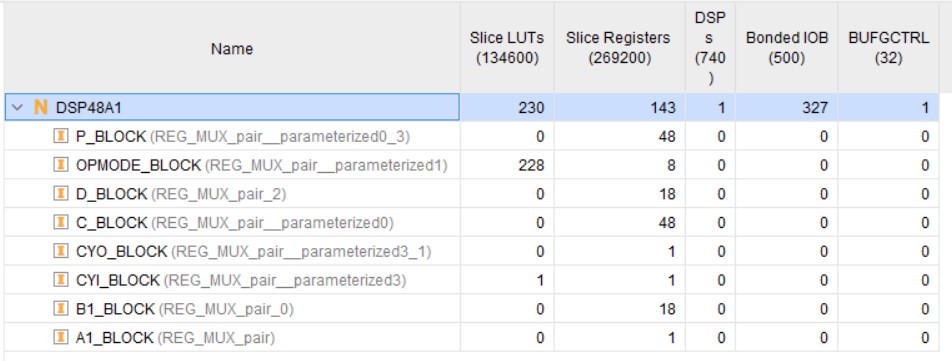 Name Slice LUTs (134600) Slice Registers (269200) DSPs (740) Bonded IOB (500) BUFGCTRL (32)
N DSP48A1 230 143 1 327 1
I P_BLOCK (REG_MUX_pair__parameterized0_3) 0 48 0 0 0
I OPMODE_BLOCK (REG_MUX_pair__parameterized1) 228 8 0 0 0
I D_BLOCK (REG_MUX_pair_2) 0 18 0 0 0
I C_BLOCK (REG_MUX_pair__parameterized0) 0 48 0 0 0
I CYO_BLOCK (REG_MUX_pair__parameterized3_1) 0 1 0 0 0
I CYI_BLOCK (REG_MUX_pair__parameterized3) 1 1 0 0 0
I B1_BLOCK (REG_MUX_pair_0) 0 18 0 0 0
I A1_BLOCK (REG_MUX_pair) 0 1 0 0 0